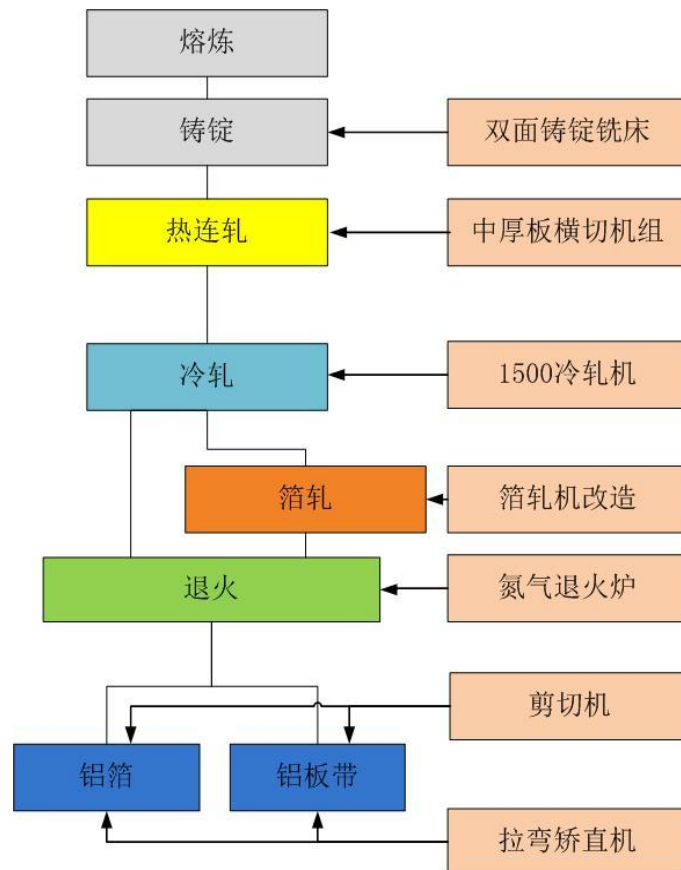 熔炼
铸锭
双面铸锭铣床
热连轧
中厚板横切机组
冷轧
1500冷轧机
箔轧
箔轧机改造
退火
氮气退火炉
剪切机
铝箔
铝板带
拉弯矫直机